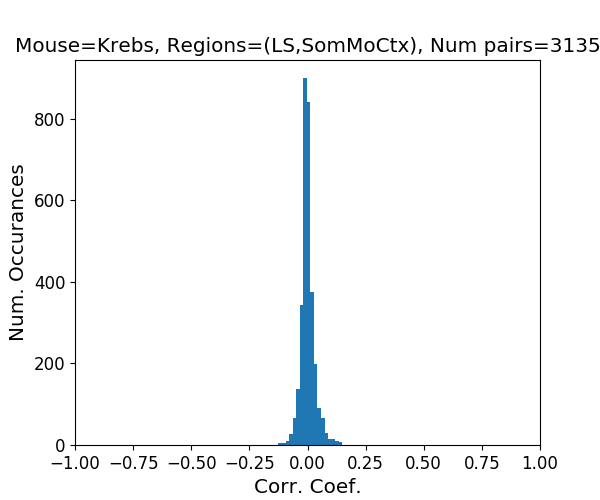 Mouse=Krebs, Regions=(LS,SomMoCtx), Num pairs=3135
Num. Occurances
800
600
400
200
0
−1.00 −0.75 −0.50 −0.25 0.00 0.25 0.50 0.75 1.00
Corr. Coef.